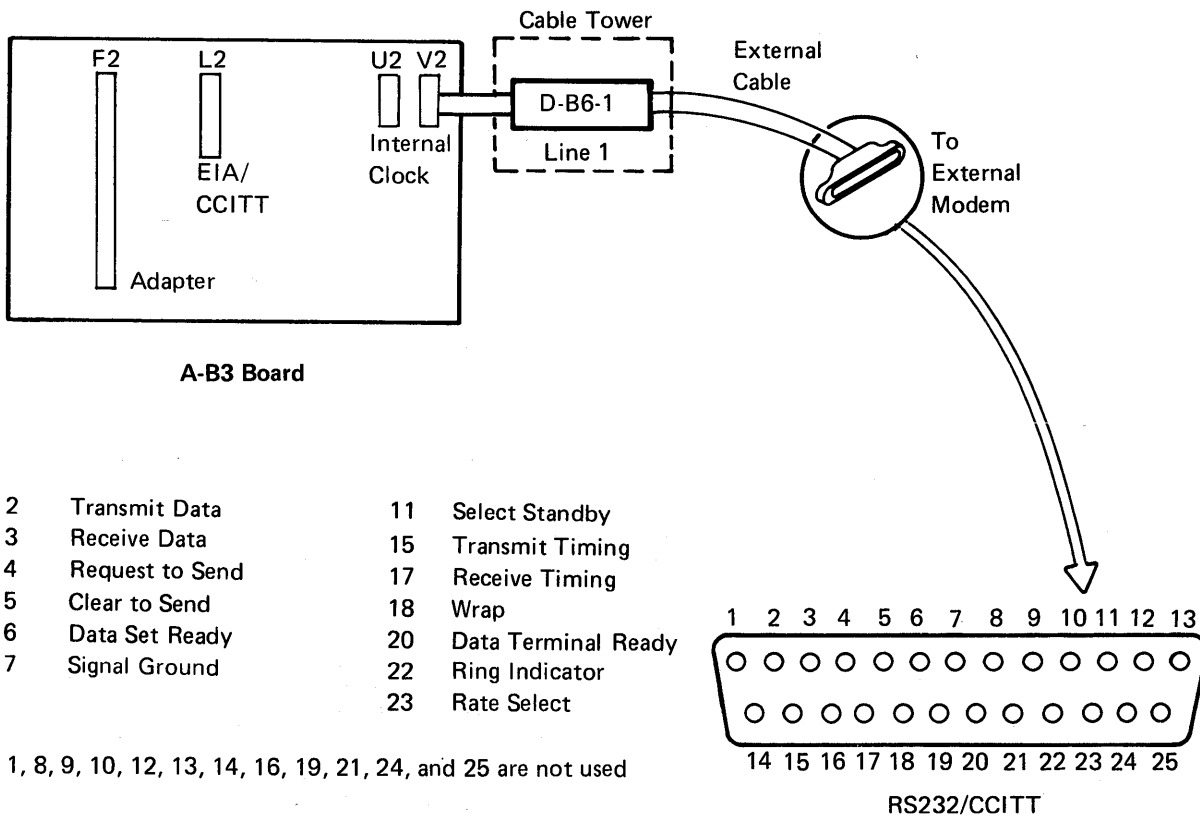 Cable Tower
F2 L2 U2 V2
D-B6-1
External
Cable
Internal
Clock
Line 1
EIA/
CCITT
To
External
Modem
Adapter
A-B3 Board
2 Transmit Data
3 Receive Data
4 Request to Send
5 Clear to Send
6 Data Set Ready
7 Signal Ground
11 Select Standby
15 Transmit Timing
17 Receive Timing
18 Wrap
20 Data Terminal Ready
22 Ring Indicator
23 Rate Select
1, 8, 9, 10, 12, 13, 14, 16, 19, 21, 24, and 25 are not used
1 2 3 4 5 6 7 8 9 10 11 12 13
14 15 16 17 18 19 20 21 22 23 24 25
RS232/CCITT